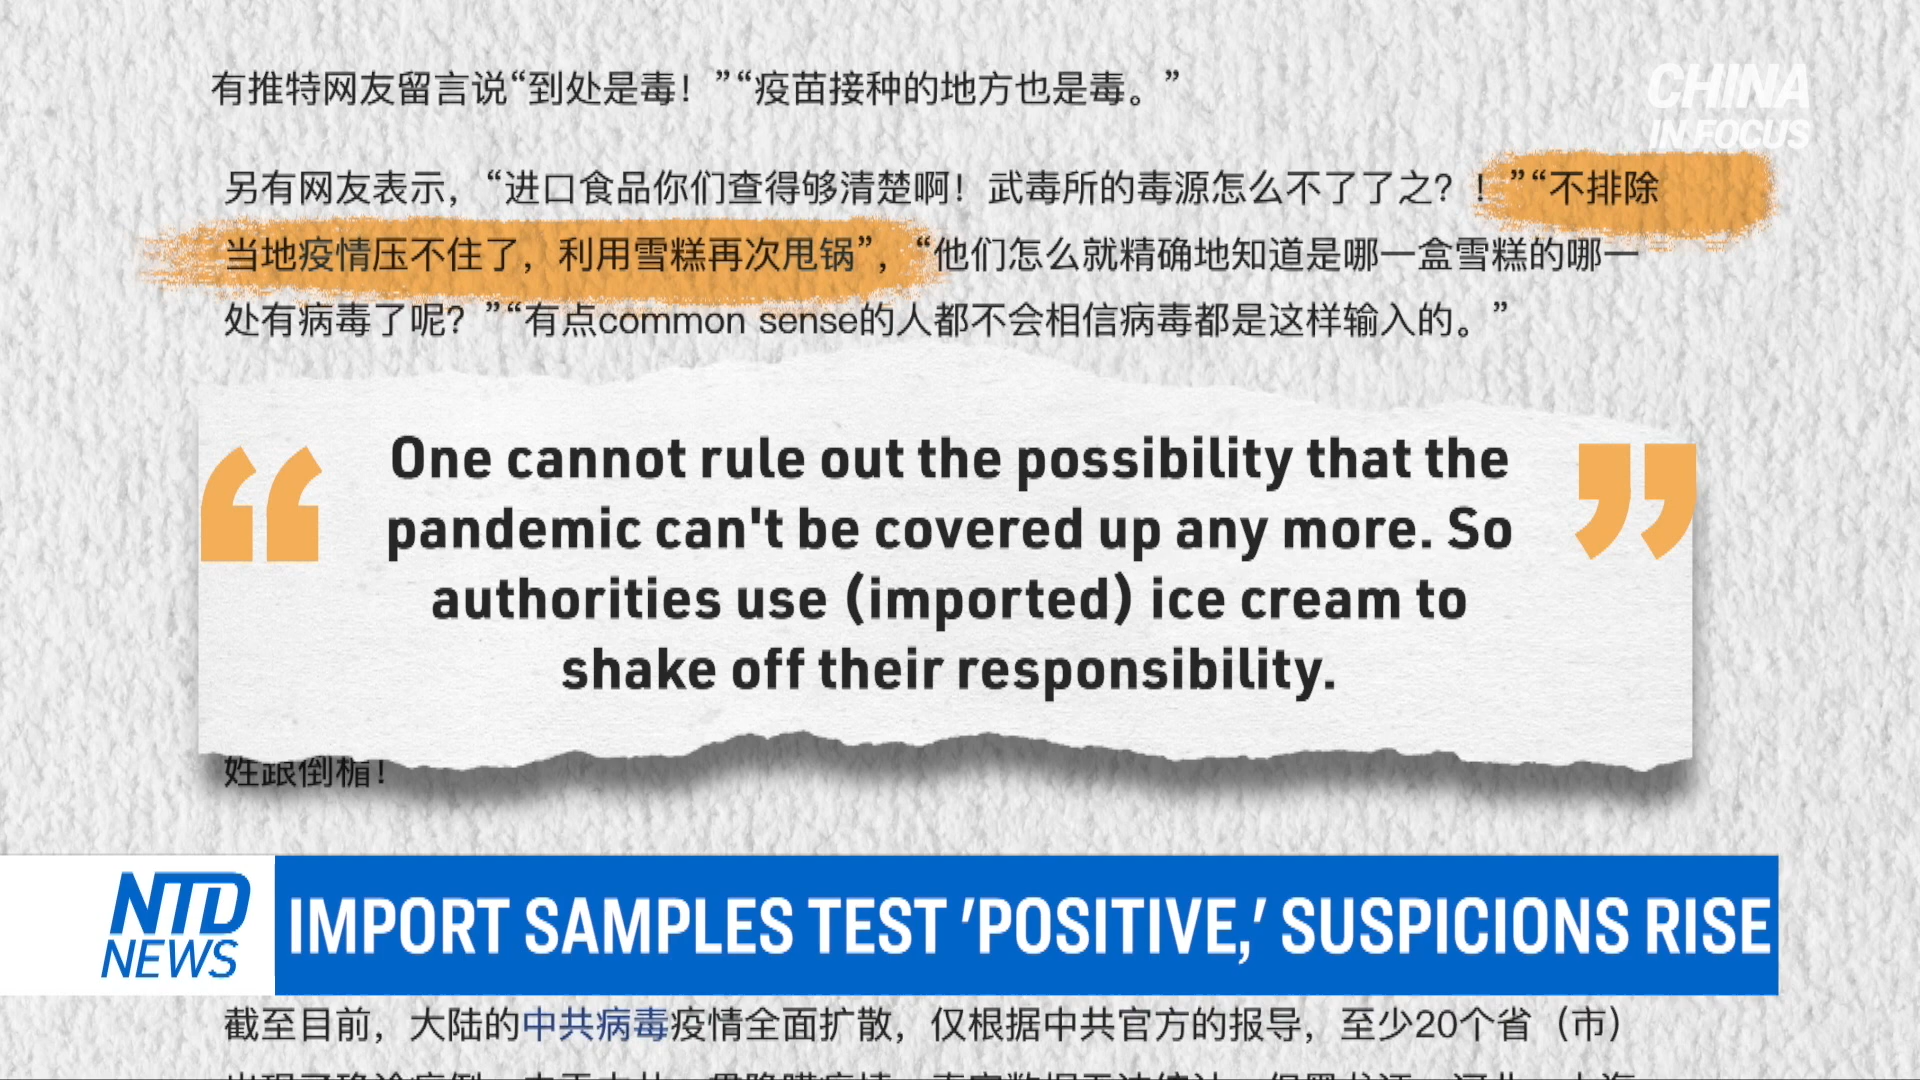 有推特网友留言说“到处是毒！”“疫苗接种的地方也是毒。”
CHINA
IN FOCUS
另有网友表示，“进口食品你们查得够清楚啊！武毒所的毒源怎么不了了之？！”“不排除
当地疫情压不住了，利用雪糕再次甩锅”，“他们怎么就精确地知道是哪一盒雪糕的哪一
处有病毒了呢？”“有点common sense的人都不会相信病毒都是这样输入的。”
“One cannot rule out the possibility that the
pandemic can't be covered up any more. So
authorities use (imported) ice cream to
shake off their responsibility.”
姓跟倒楣！
NTD
NEWS
IMPORT SAMPLES TEST 'POSITIVE,' SUSPICIONS RISE
截至目前，大陆的中共病毒疫情全面扩散，仅根据中共官方的报导，至少20个省（市）